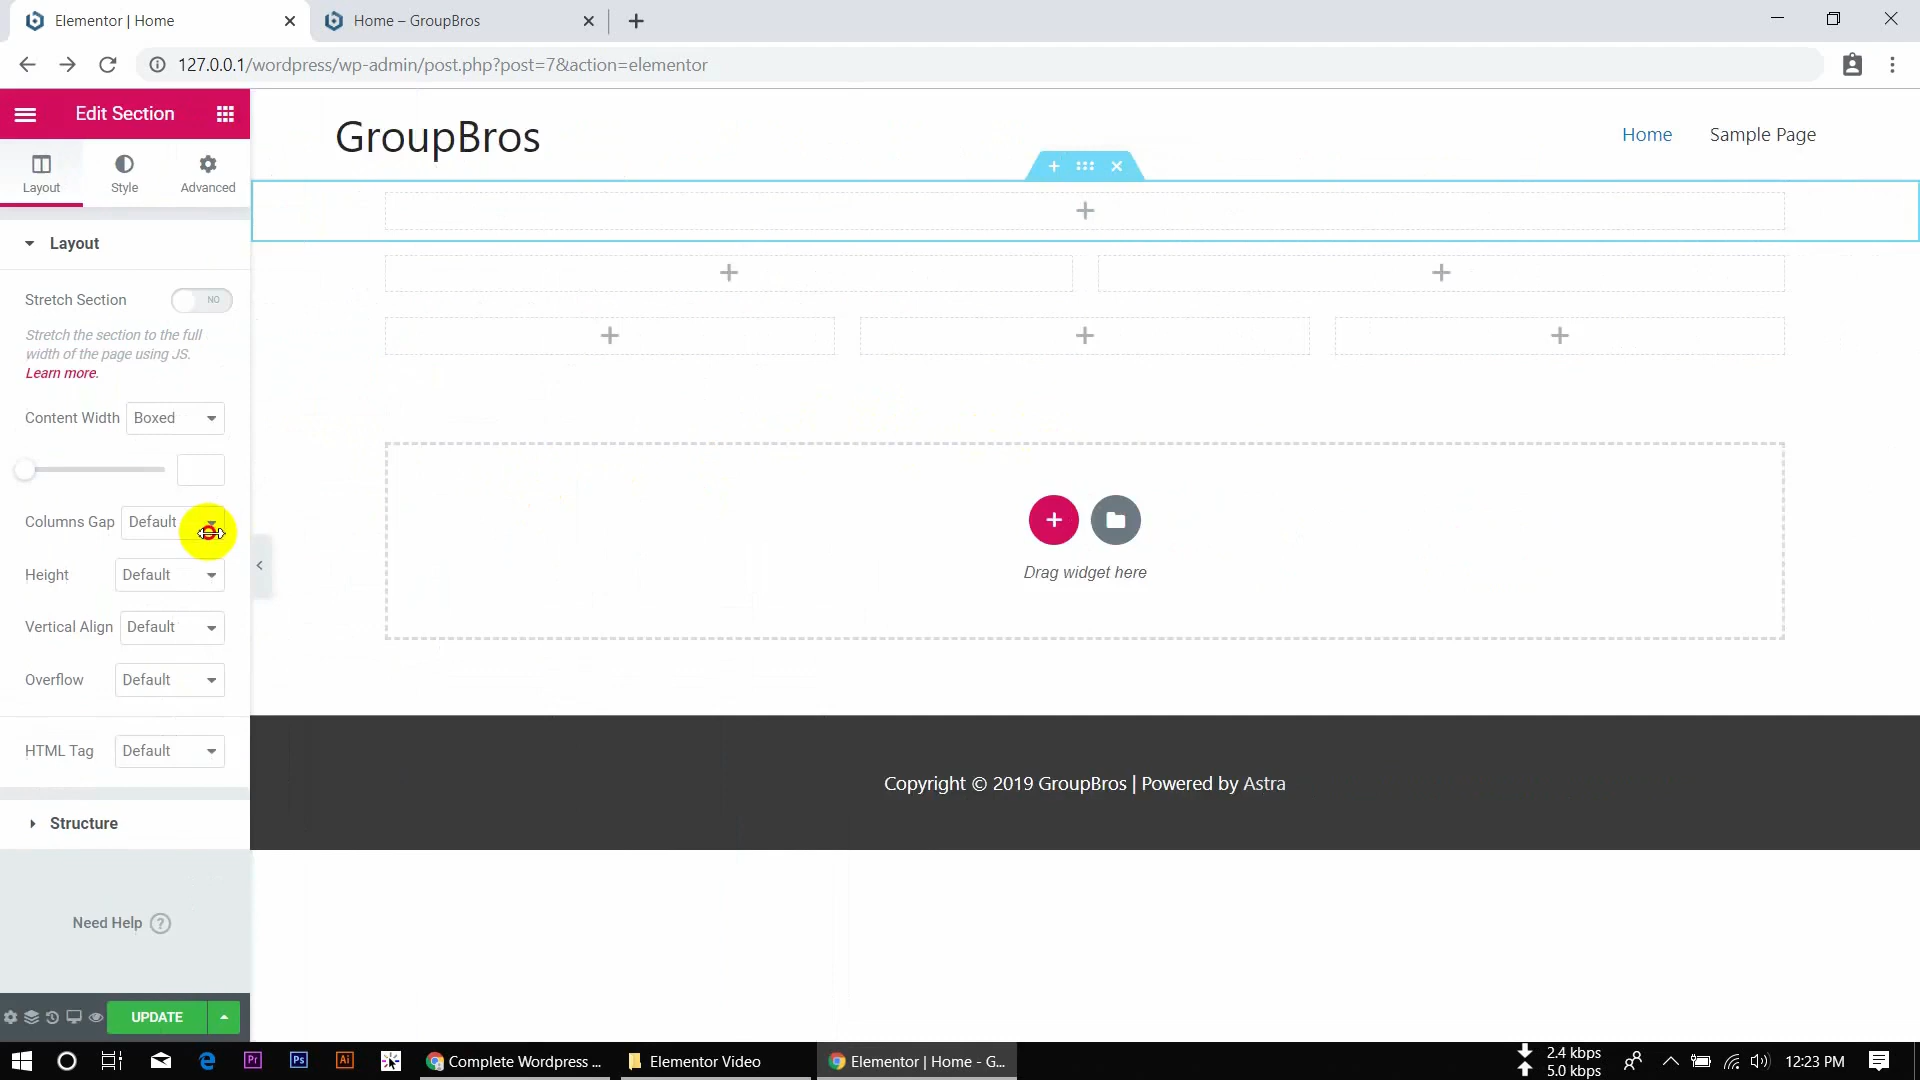 Elementor | Home
Home – GroupBros
127.0.0.1/wordpress/wp-admin/post.php?post=7&action=elementor
Edit Section
Layout
Style
Advanced
Layout
Stretch Section
NO
Stretch the section to the full
width of the page using JS.
Learn more.
Content Width
Boxed
Columns Gap
Default
Height
Default
Vertical Align
Default
Overflow
Default
HTML Tag
Default
Structure
Need Help
?
UPDATE
GroupBros
Home
Sample Page
Drag widget here
Copyright © 2019 GroupBros | Powered by Astra
Pr
Ps
Ai
Complete Wordpress ...
Elementor Video
Elementor | Home - G...
2.4 kbps
5.0 kbps
12:23 PM